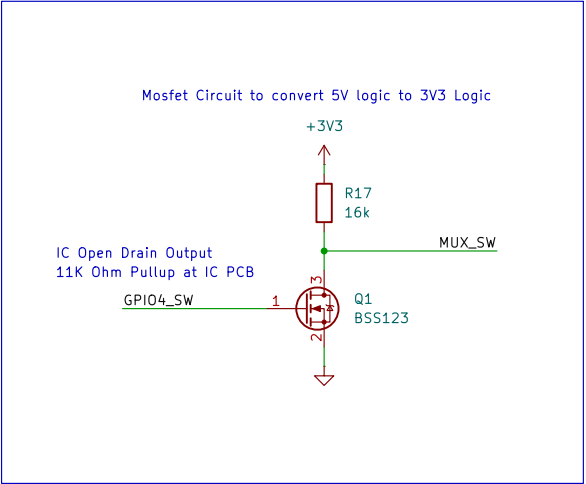 Mosfet Circuit to convert 5V logic to 3V3 Logic
+3V3
R17
16k
MUX_SW
IC Open Drain Output
11K Ohm Pullup at IC PCB
GPIO4_SW
1
3
Q1
BSS123
2